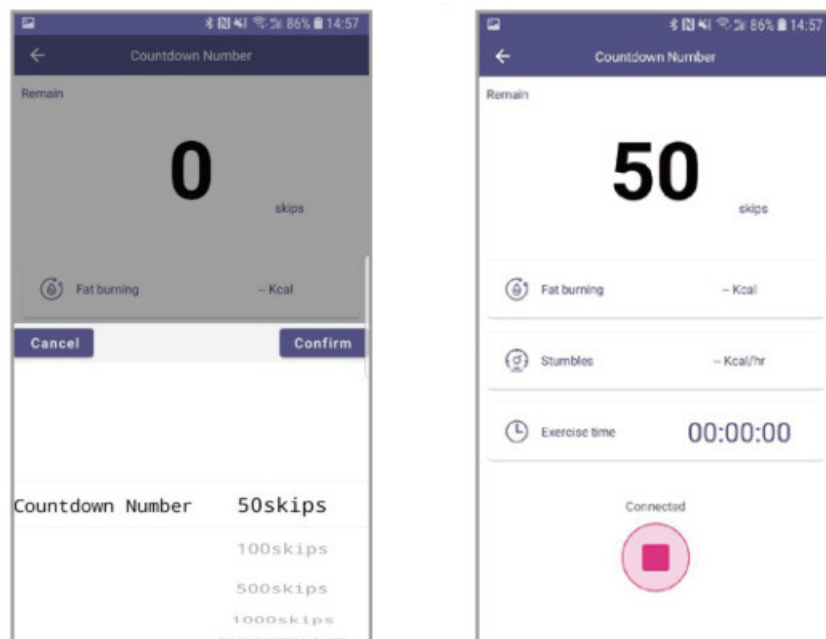 86% 14:57
Countdown Number
Remain
0
skips
Fat burning -- Kcal
Cancel Confirm
Countdown Number 50skips
100skips
500skips
1000skips
86% 14:57
Countdown Number
Remain
50
skips
Fat burning -- Kcal
Stumbles -- Kcal/hr
Exercise time 00:00:00
Connected